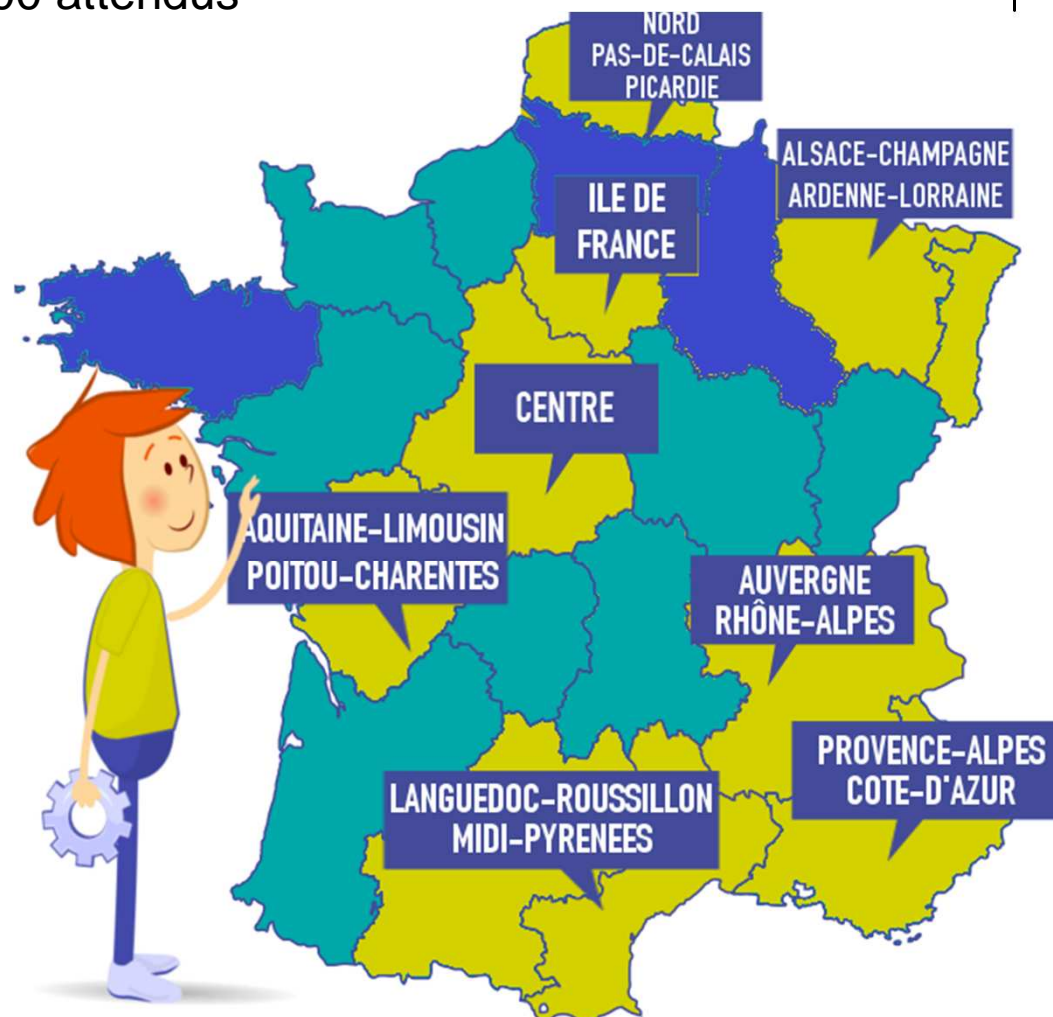 attendus
NORD
PAS-DE-CALAIS
PICARDIE
ALSACE-CHAMPAGNE
ARDENNE-LORRAINE
ILE DE
FRANCE
CENTRE
AQUITAINE-LIMOUSIN
POITOU-CHARENTES
AUVERGNE
RHÔNE-ALPES
PROVENCE-ALPES
COTE-D'AZUR
LANGUEDOC-ROUSSILLON
MIDI-PYRENEES